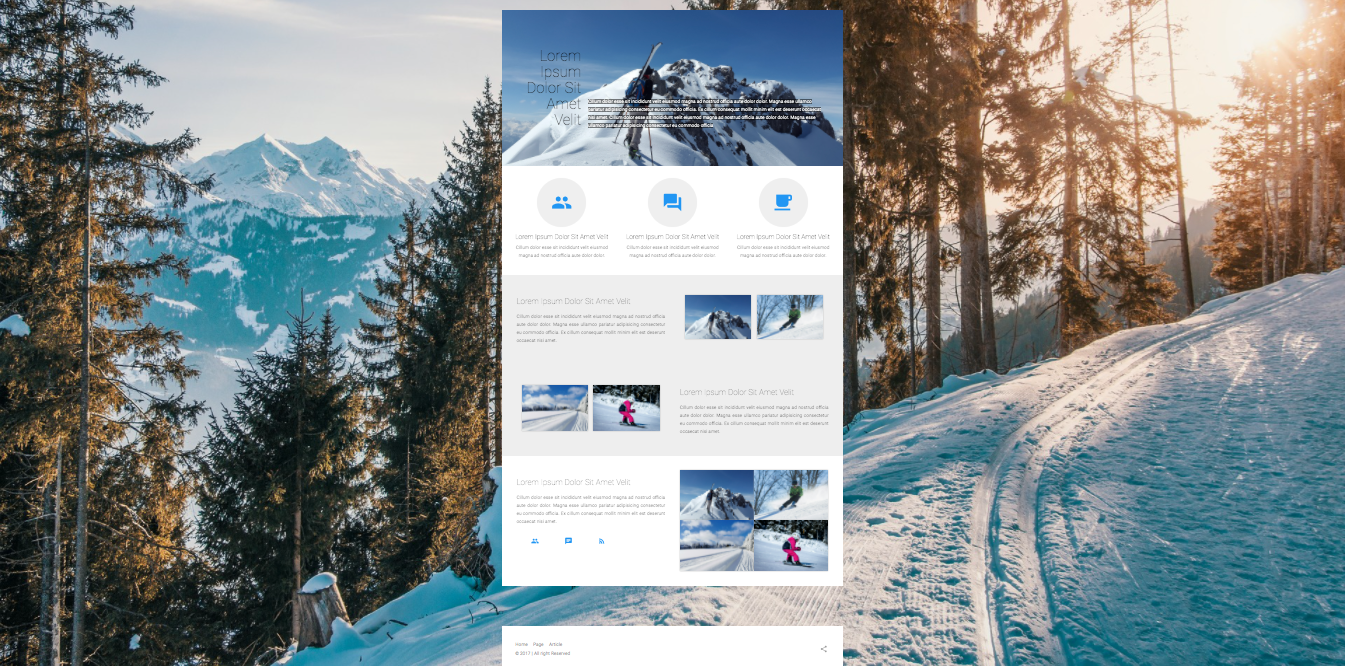 Lorem
Ipsum
Dolor Sit
Amet
Velit
Cillum dolor esse sit incididunt velit eiusmod magna ad nostrud officia aute dolor dolor. Magna esse ullamco
pariatur adipisicing consectetur eu commodo officia. Ex cillum consequat mollit minim elit est deserunt occaecat
nisi amet. Cillum dolor esse sit incididunt velit eiusmod magna ad nostrud officia aute dolor dolor. Magna esse
ullamco pariatur adipisicing consectetur eu commodo officia.
Lorem Ipsum Dolor Sit Amet Velit
Cillum dolor esse sit incididunt velit eiusmod
magna ad nostrud officia aute dolor dolor.
Lorem Ipsum Dolor Sit Amet Velit
Cillum dolor esse sit incididunt velit eiusmod
magna ad nostrud officia aute dolor dolor.
Lorem Ipsum Dolor Sit Amet Velit
Cillum dolor esse sit incididunt velit eiusmod
magna ad nostrud officia aute dolor dolor.
Lorem Ipsum Dolor Sit Amet Velit
Cillum dolor esse sit incididunt velit eiusmod magna ad nostrud officia
aute dolor dolor. Magna esse ullamco pariatur adipisicing consectetur
eu commodo officia. Ex cillum consequat mollit minim elit est deserunt
occaecat nisi amet.
Lorem Ipsum Dolor Sit Amet Velit
Cillum dolor esse sit incididunt velit eiusmod magna ad nostrud officia
aute dolor dolor. Magna esse ullamco pariatur adipisicing consectetur
eu commodo officia. Ex cillum consequat mollit minim elit est deserunt
occaecat nisi amet.
Lorem Ipsum Dolor Sit Amet Velit
Cillum dolor esse sit incididunt velit eiusmod magna ad nostrud officia
aute dolor dolor. Magna esse ullamco pariatur adipisicing consectetur
eu commodo officia. Ex cillum consequat mollit minim elit est deserunt
occaecat nisi amet.
Home Page Article
© 2017 | All right Reserved